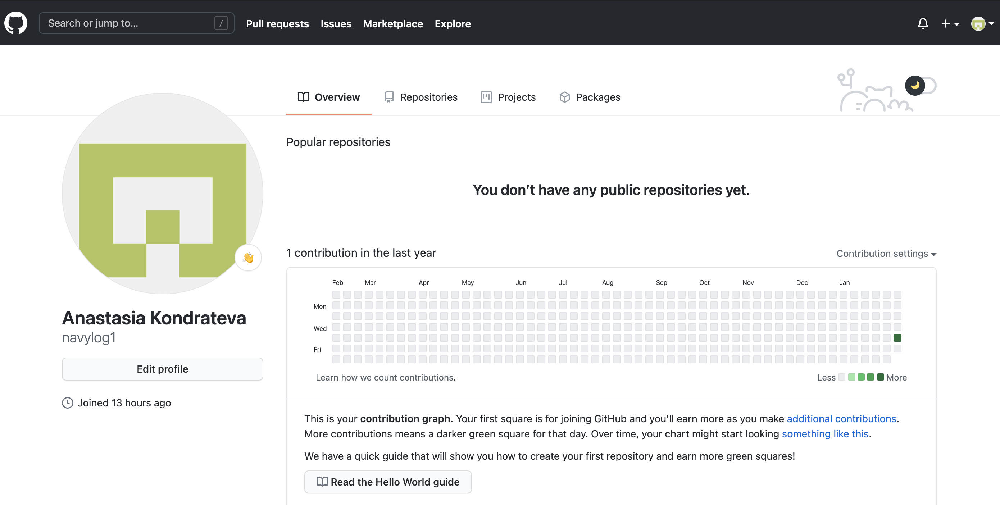 Search or jump to... /
Pull requests Issues Marketplace Explore
Overview Repositories Projects Packages
Popular repositories
You don’t have any public repositories yet.
Anastasia Kondrateva
navylog1
Edit profile
Joined 13 hours ago
1 contribution in the last year
Contribution settings
Feb Mar Apr May Jun Jul Aug Sep Oct Nov Dec Jan
Mon
Wed
Fri
Learn how we count contributions.
Less More
This is your contribution graph. Your first square is for joining GitHub and you’ll earn more as you make additional contributions.
More contributions means a darker green square for that day. Over time, your chart might start looking something like this.
We have a quick guide that will show you how to create your first repository and earn more green squares!
Read the Hello World guide